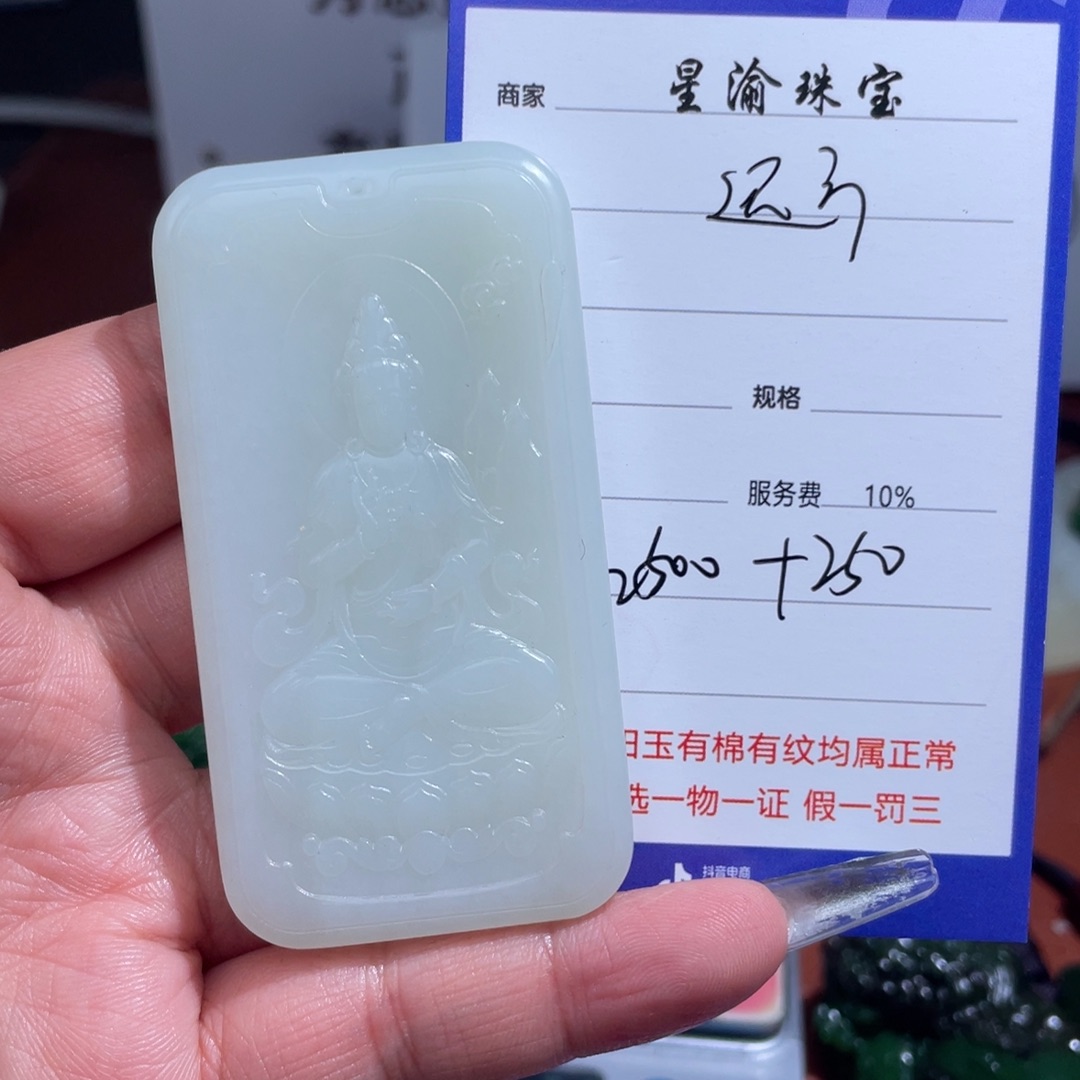 商家 星渝珠宝
规格
服务费 10%
2500 + 250
玉有棉有纹均属正常
选一物一证 假一罚三
抖音电商